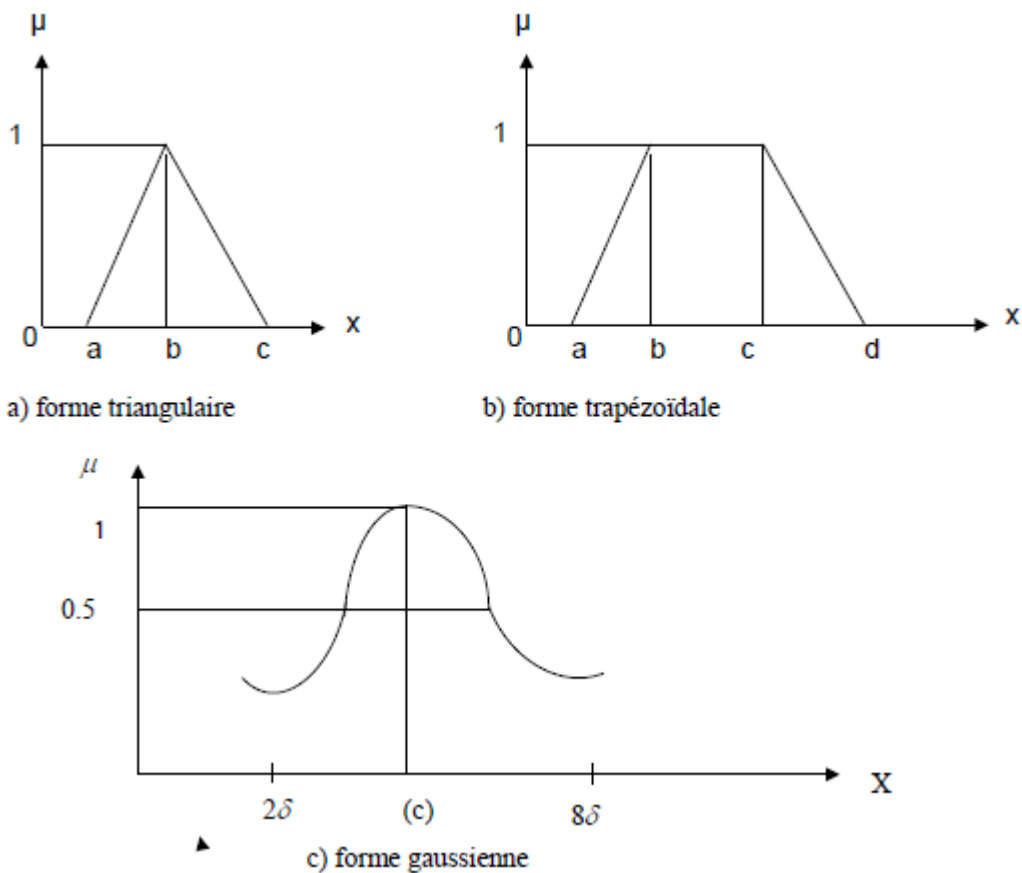 μ
1
0
a
b
c
x
a) forme triangulaire
μ
1
0
a
b
c
d
x
b) forme trapézoïdale
μ
1
0.5
2δ
(c)
8δ
X
c) forme gaussienne